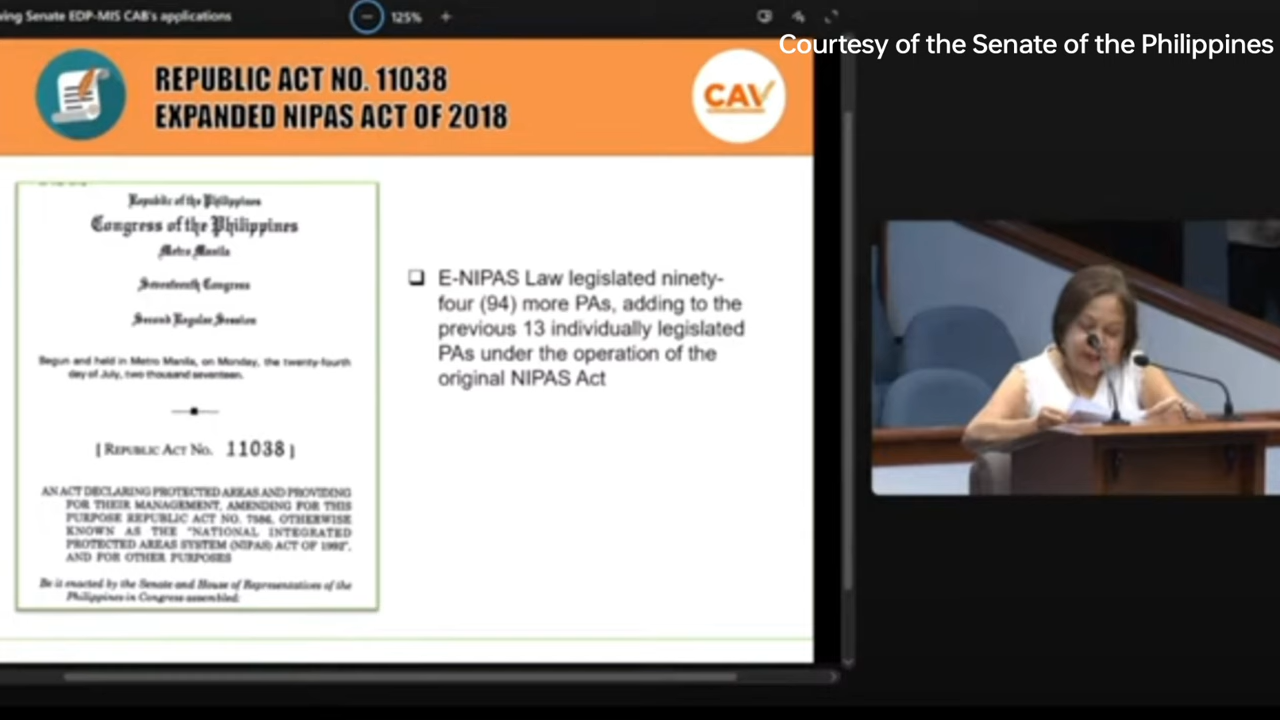 ing Senate EDP-MIS CAB's applications
125%
Courtesy of the Senate of the Philippines
REPUBLIC ACT NO. 11038
EXPANDED NIPAS ACT OF 2018
CAV
Republic of the Philippines
Congress of the Philippines
Metro Manila
Seventeenth Congress
Second Regular Session
Begun and held in Metro Manila, on Monday, the twenty-fourth
day of July, two thousand seventeen.
[ REPUBLIC ACT NO. 11038 ]
AN ACT DECLARING PROTECTED AREAS AND PROVIDING
FOR THEIR MANAGEMENT, AMENDING FOR THIS
PURPOSE REPUBLIC ACT NO. 7586, OTHERWISE
KNOWN AS THE "NATIONAL INTEGRATED
PROTECTED AREAS SYSTEM (NIPAS) ACT OF 1992",
AND FOR OTHER PURPOSES
Be it enacted by the Senate and House of Representatives of the
Philippines in Congress assembled:
E-NIPAS Law legislated ninety-
four (94) more PAs, adding to the
previous 13 individually legislated
PAs under the operation of the
original NIPAS Act